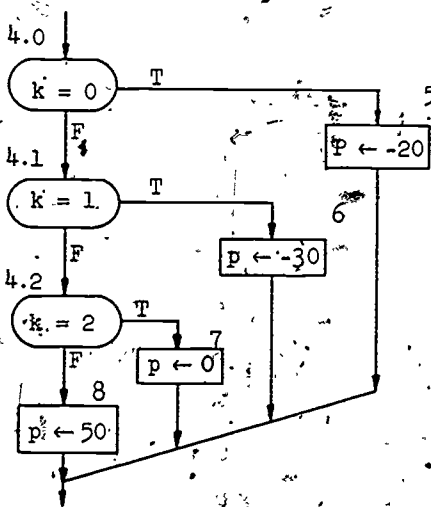 4.0
k = 0
T
5
F
P ← -20
4.1
k = 1
T
6
F
p ← -30
4.2
k = 2
T
7
F
p ← 0
8
p ← 50